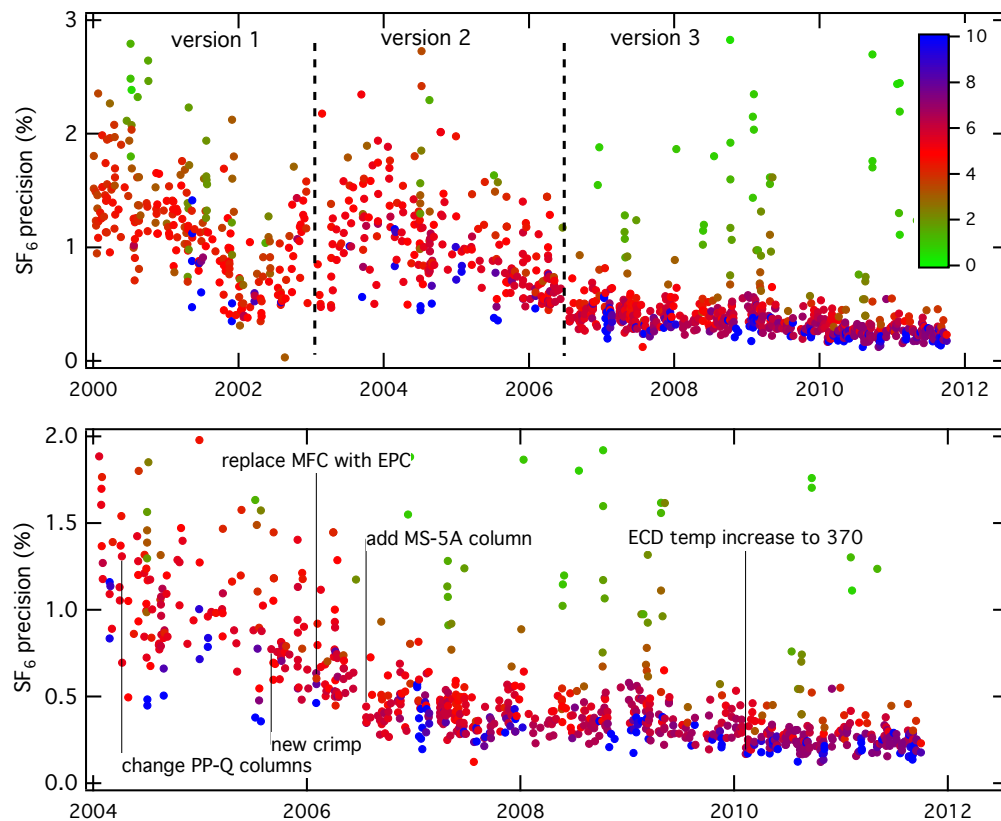 version 1
version 2
version 3
SF6 precision (%)
3
2
1
0
2000
2002
2004
2006
2008
2010
2012
10
8
6
4
2
0
SF6 precision (%)
2.0
1.5
1.0
0.5
0.0
replace MFC with EPC
add MS-5A column
ECD temp increase to 370
new crimp
change PP-Q columns
2004
2006
2008
2010
2012